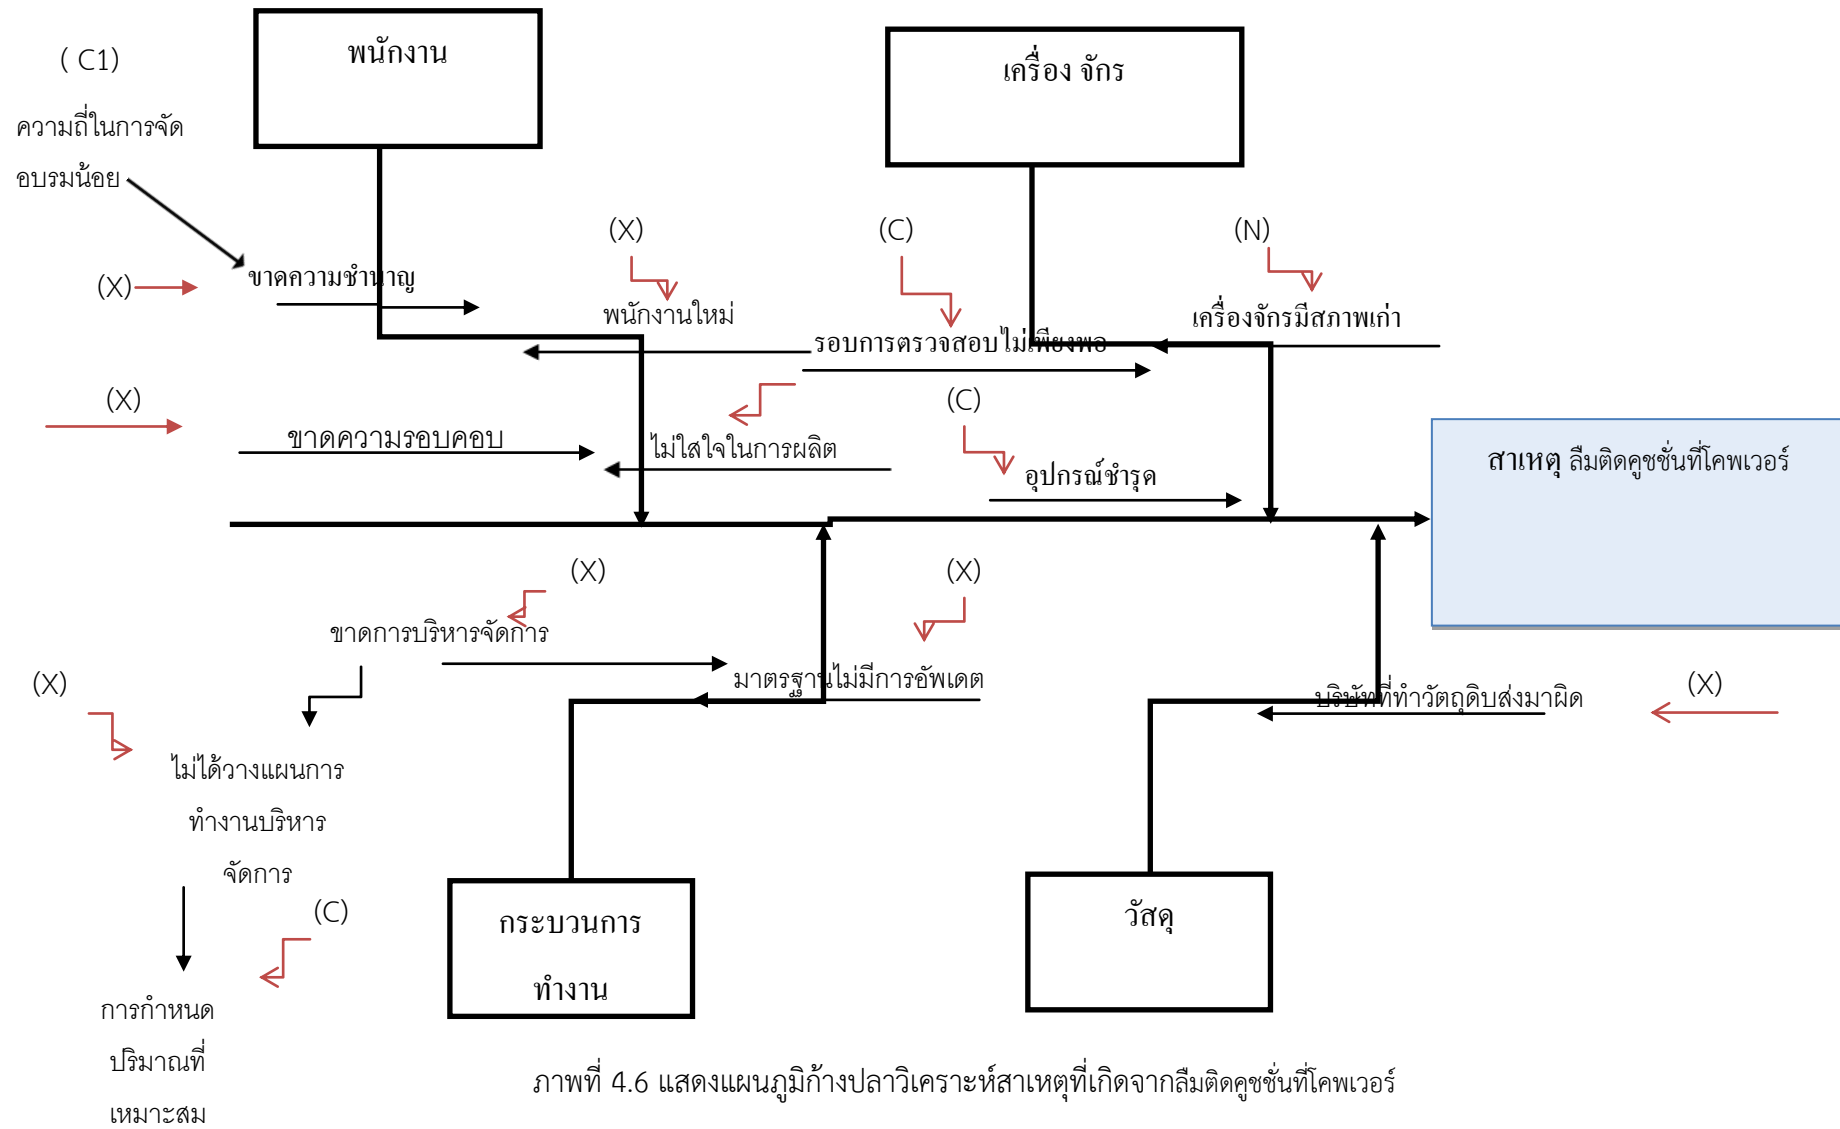 พนักงาน
เครื่อง จักร
( C1)
ความถี่ในการจัด
อบรมน้อย
(X)
(C)
(N)
(X)
ขาดความชำนาญ
พนักงานใหม่
เครื่องจักรมีสภาพเก่า
รอบการตรวจสอบไม่เพียงพอ
(X)
(C)
ขาดความรอบคอบ
ไม่ใสใจในการผลิต
อุปกรณ์ชำรุด
สาเหตุ ลืมติดคูชชั่นที่โคพเวอร์
(X)
(X)
ขาดการบริหารจัดการ
มาตรฐานไม่มีการอัพเดต
(X)
บริษัทที่ทำวัตถุดิบส่งมาผิด
(X)
ไม่ได้วางแผนการ
ทำงานบริหาร
จัดการ
(C)
กระบวนการ
ทำงาน
วัสดุ
การกำหนด
ปริมาณที่
เหมาะสม
ภาพที่ 4.6 แสดงแผนภูมิก้างปลาวิเคราะห์สาเหตุที่เกิดจากลืมติดคูชชั่นที่โคพเวอร์